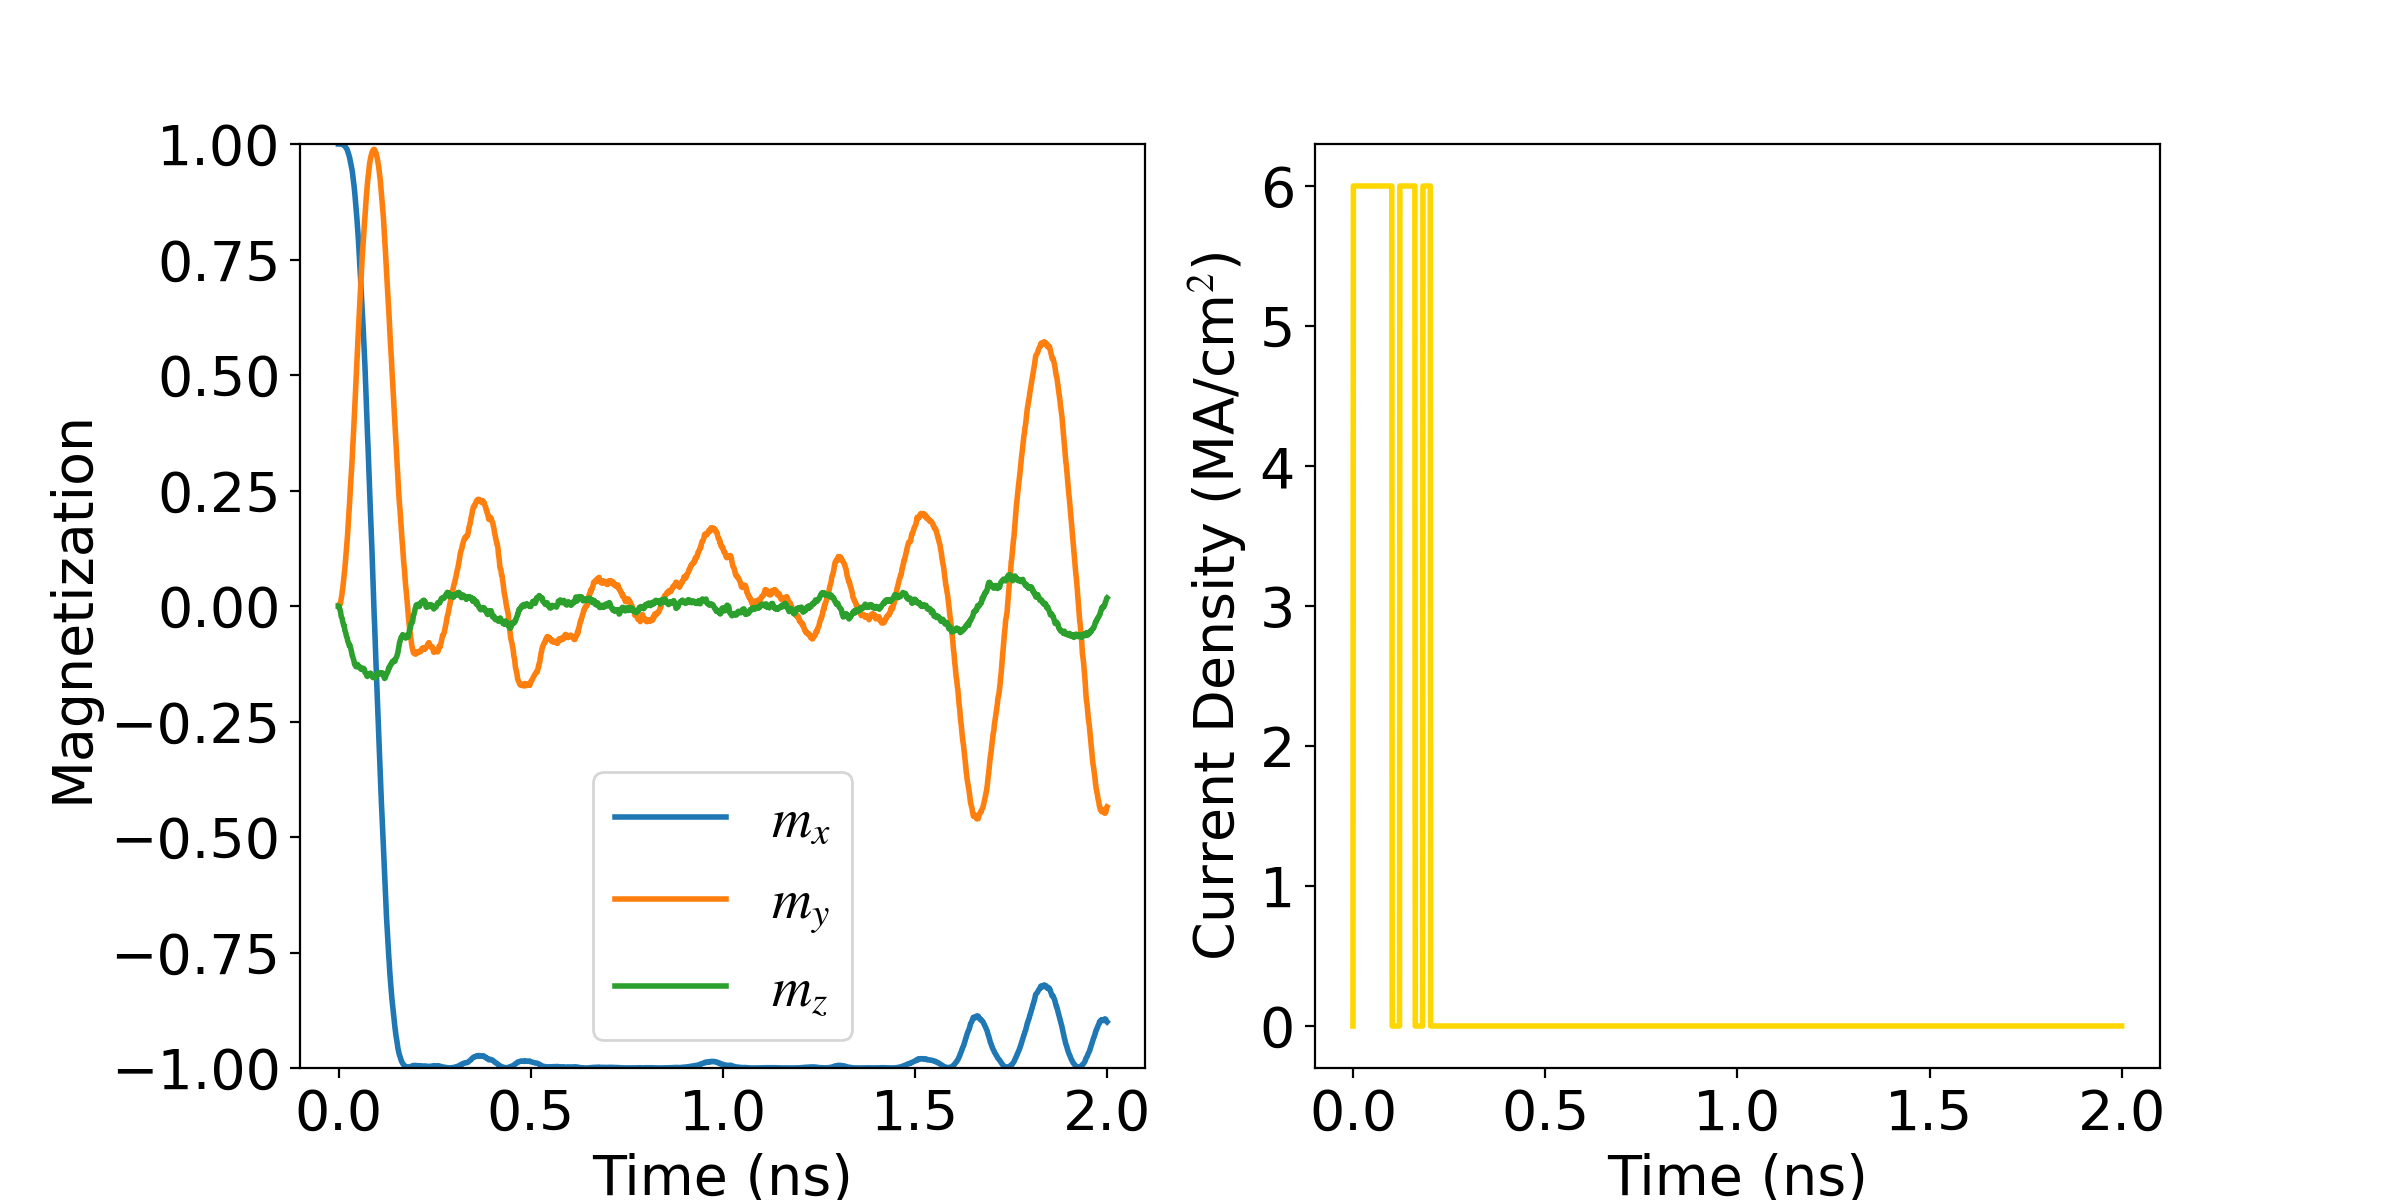 Magnetization
1.00
0.75
0.50
0.25
0.00
−0.25
−0.50
−0.75
−1.00
0.0 0.5 1.0 1.5 2.0
Time (ns)
m_x
m_y
m_z
Current Density (MA/cm²)
6
5
4
3
2
1
0
0.0 0.5 1.0 1.5 2.0
Time (ns)